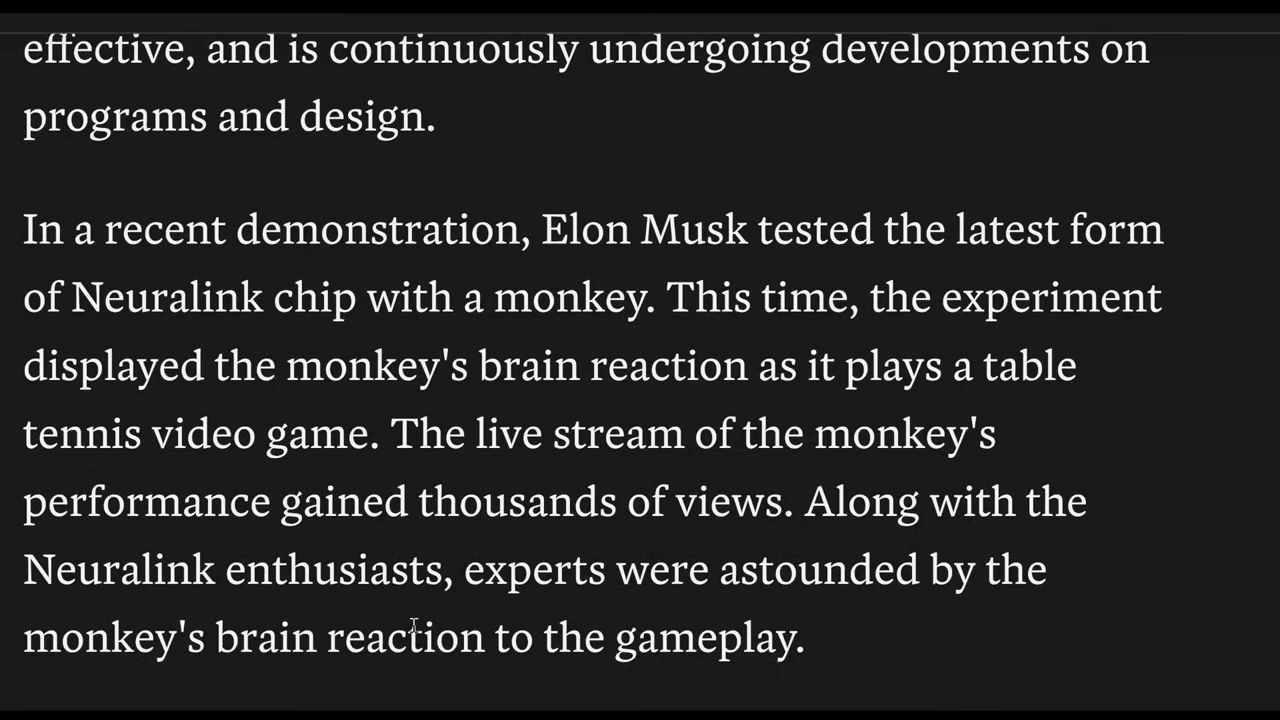 effective, and is continuously undergoing developments on
programs and design.
In a recent demonstration, Elon Musk tested the latest form
of Neuralink chip with a monkey. This time, the experiment
displayed the monkey's brain reaction as it plays a table
tennis video game. The live stream of the monkey's
performance gained thousands of views. Along with the
Neuralink enthusiasts, experts were astounded by the
monkey's brain reaction to the gameplay.